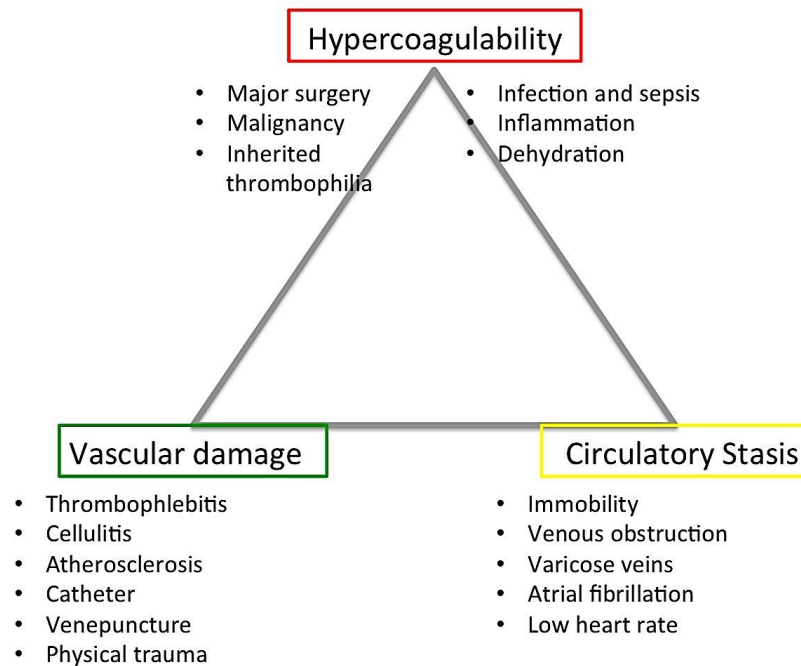 Hypercoagulability
• Major surgery
• Malignancy
• Inherited
thrombophilia
• Infection and sepsis
• Inflammation
• Dehydration
Vascular damage
• Thrombophlebitis
• Cellulitis
• Atherosclerosis
• Catheter
• Venepuncture
• Physical trauma
Circulatory Stasis
• Immobility
• Venous obstruction
• Varicose veins
• Atrial fibrillation
• Low heart rate